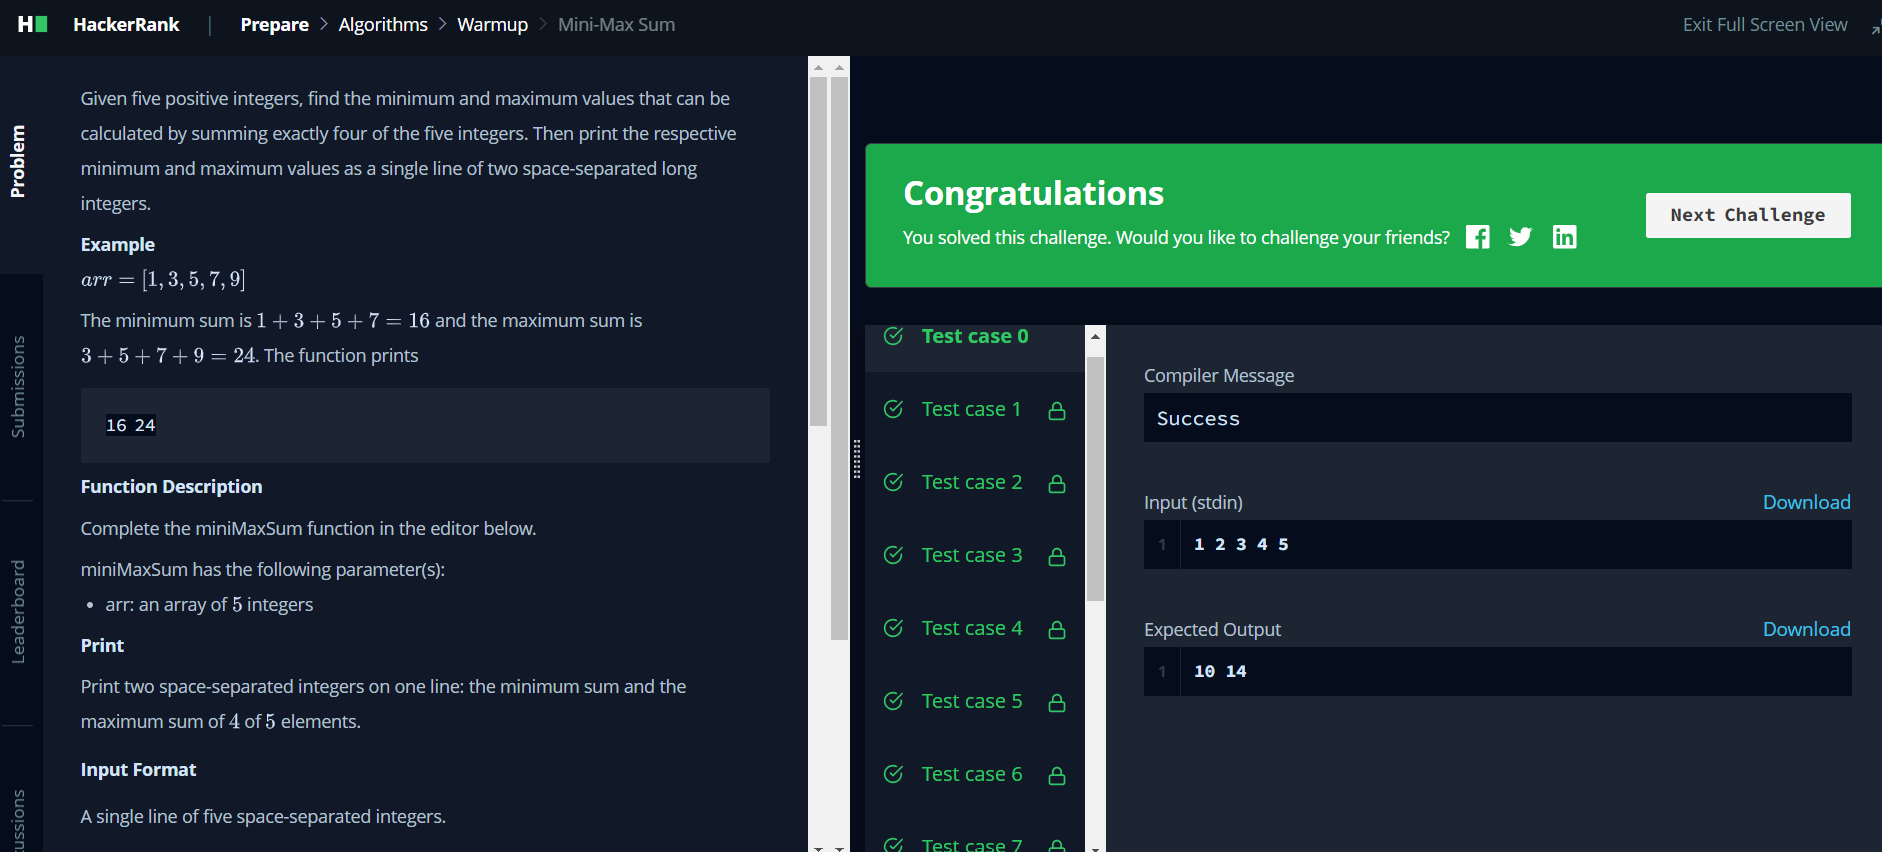 HackerRank | Prepare > Algorithms > Warmup > Mini-Max Sum
Exit Full Screen View
Problem
Submissions
Leaderboard
Given five positive integers, find the minimum and maximum values that can be
calculated by summing exactly four of the five integers. Then print the respective
minimum and maximum values as a single line of two space-separated long
integers.
Example
arr = [1, 3, 5, 7, 9]
The minimum sum is 1 + 3 + 5 + 7 = 16 and the maximum sum is
3 + 5 + 7 + 9 = 24. The function prints
16 24
Function Description
Complete the miniMaxSum function in the editor below.
miniMaxSum has the following parameter(s):
• arr: an array of 5 integers
Print
Print two space-separated integers on one line: the minimum sum and the
maximum sum of 4 of 5 elements.
Input Format
A single line of five space-separated integers.
Congratulations
You solved this challenge. Would you like to challenge your friends?
Next Challenge
Test case 0
Test case 1
Test case 2
Test case 3
Test case 4
Test case 5
Test case 6
Test case 7
Compiler Message
Success
Input (stdin)
Download
1 1 2 3 4 5
Expected Output
Download
1 10 14